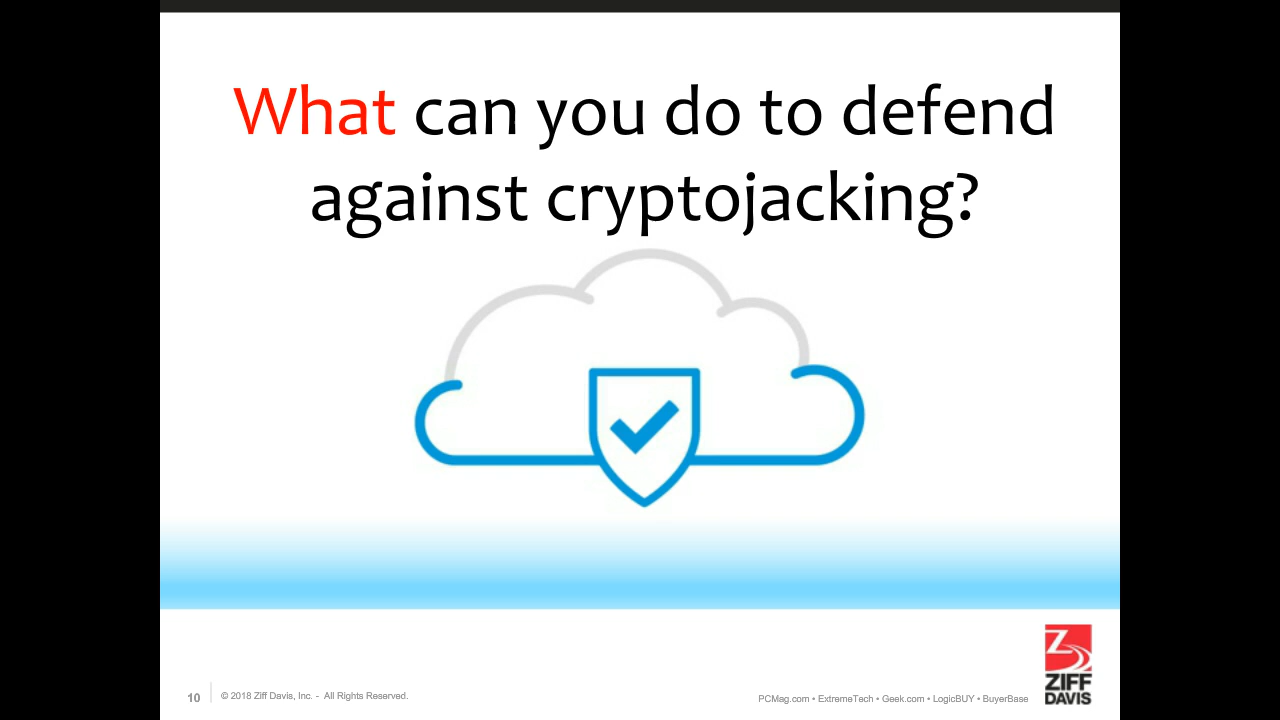 What can you do to defend
against cryptojacking?
10
© 2018 Ziff Davis, Inc. - All Rights Reserved.
PCMag.com • ExtremeTech • Geek.com • LogicBUY • BuyerBase
Z
ZIFF
DAVIS